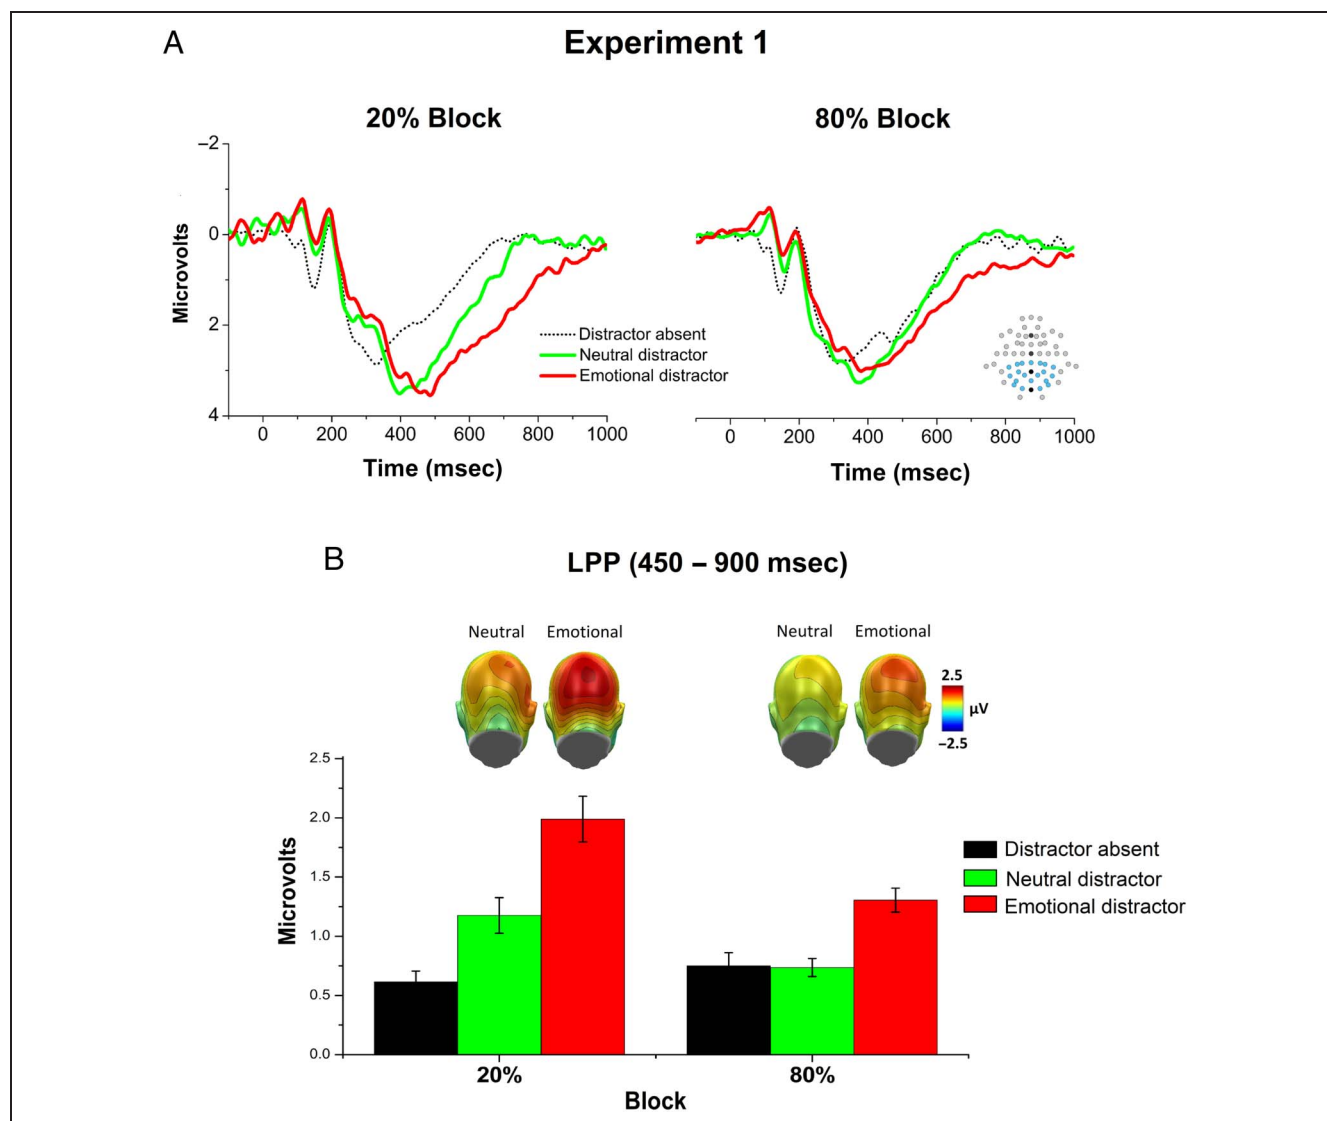 A
Experiment 1
20% Block
80% Block
−2
0
2
4
Microvolts
Distractor absent
Neutral distractor
Emotional distractor
0 200 400 600 800 1000
0 200 400 600 800 1000
Time (msec)
Time (msec)
B
LPP (450 – 900 msec)
Neutral Emotional
Neutral Emotional
2.5
µV
−2.5
2.5
2.0
1.5
1.0
0.5
0.0
Microvolts
Distractor absent
Neutral distractor
Emotional distractor
20% 80%
Block